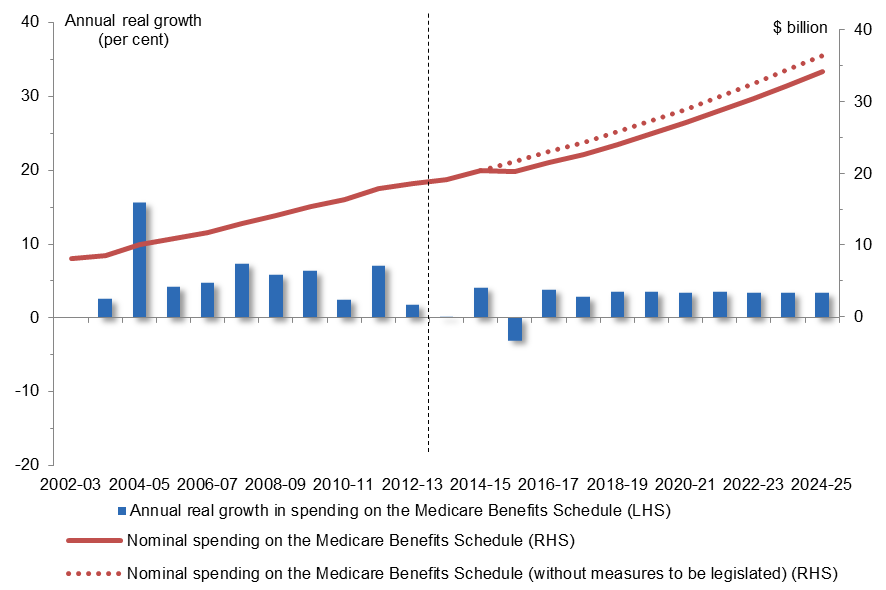 Annual real growth
(per cent)
$ billion
40
30
20
10
0
-10
-20
40
30
20
10
0
2002-03 2004-05 2006-07 2008-09 2010-11 2012-13 2014-15 2016-17 2018-19 2020-21 2022-23 2024-25
Annual real growth in spending on the Medicare Benefits Schedule (LHS)
Nominal spending on the Medicare Benefits Schedule (RHS)
Nominal spending on the Medicare Benefits Schedule (without measures to be legislated) (RHS)